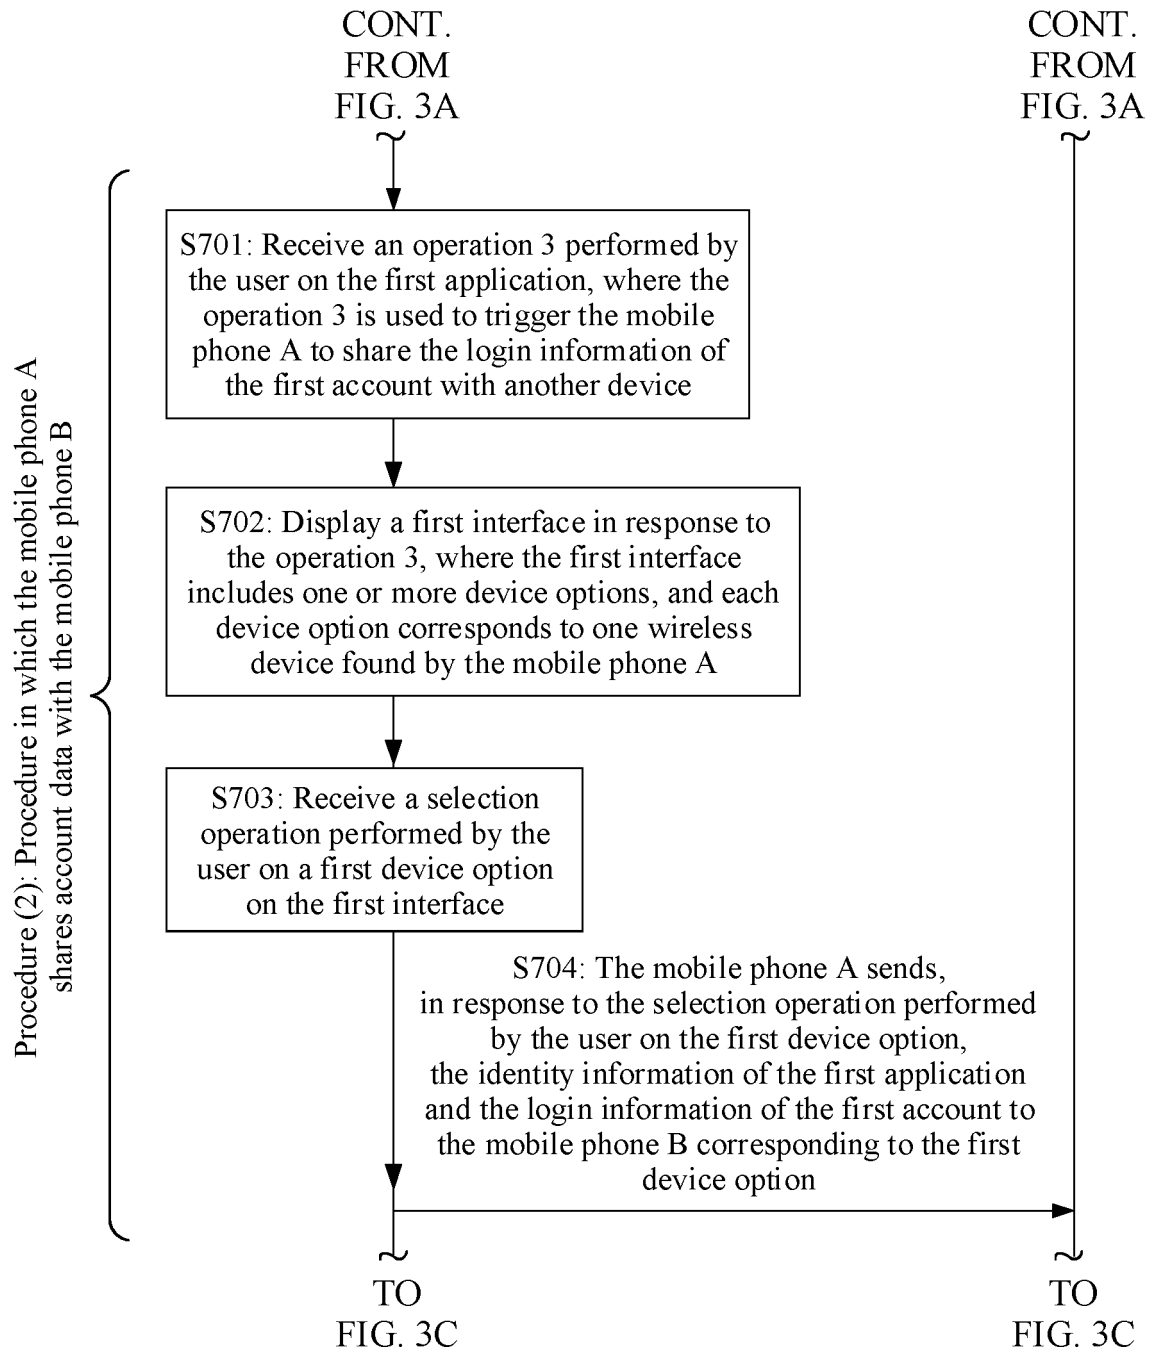 CONT.
FROM
FIG. 3A
CONT.
FROM
FIG. 3A
Procedure (2): Procedure in which the mobile phone A
shares account data with the mobile phone B
S701: Receive an operation 3 performed by
the user on the first application, where the
operation 3 is used to trigger the mobile
phone A to share the login information of
the first account with another device
S702: Display a first interface in response to
the operation 3, where the first interface
includes one or more device options, and each
device option corresponds to one wireless
device found by the mobile phone A
S703: Receive a selection
operation performed by the
user on a first device option
on the first interface
S704: The mobile phone A sends,
in response to the selection operation performed
by the user on the first device option,
the identity information of the first application
and the login information of the first account to
the mobile phone B corresponding to the first
device option
TO
FIG. 3C
TO
FIG. 3C